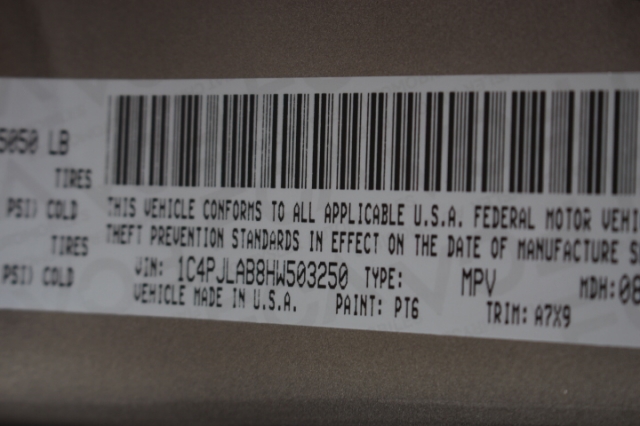 5050 LB
TIRES
PSI) COLD
THIS VEHICLE CONFORMS TO ALL APPLICABLE U.S.A. FEDERAL MOTOR VEHI
TIRES
THEFT PREVENTION STANDARDS IN EFFECT ON THE DATE OF MANUFACTURE S
PSI) COLD
VIN: 1C4PJLAB8HW503250 TYPE: MPV MDH:08
VEHICLE MADE IN U.S.A. PAINT: PT6 TRIM: A7X9